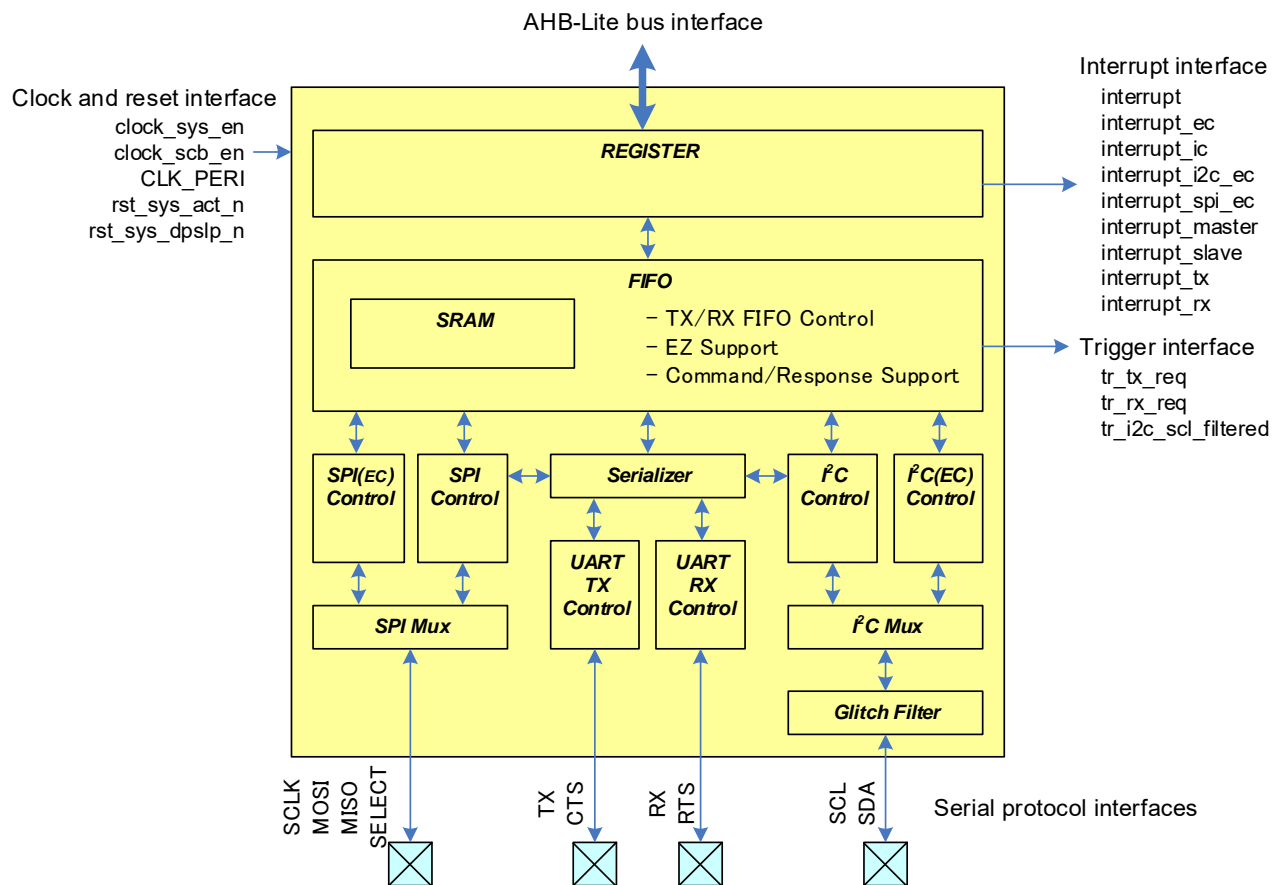 AHB-Lite bus interface
Clock and reset interface
clock_sys_en
clock_scb_en
CLK_PERI
rst_sys_act_n
rst_sys_dpslp_n
Interrupt interface
interrupt
interrupt_ec
interrupt_ic
interrupt_i2c_ec
interrupt_spi_ec
interrupt_master
interrupt_slave
interrupt_tx
interrupt_rx
Trigger interface
tr_tx_req
tr_rx_req
tr_i2c_scl_filtered
REGISTER
FIFO
SRAM
– TX/RX FIFO Control
– EZ Support
– Command/Response Support
SPI(EC)
Control
SPI
Control
Serializer
I²C
Control
I²C(EC)
Control
UART
TX
Control
UART
RX
Control
SPI Mux
I²C Mux
Glitch Filter
SCLK
MOSI
MISO
SELECT
TX
CTS
RX
RTS
SCL
SDA
Serial protocol interfaces